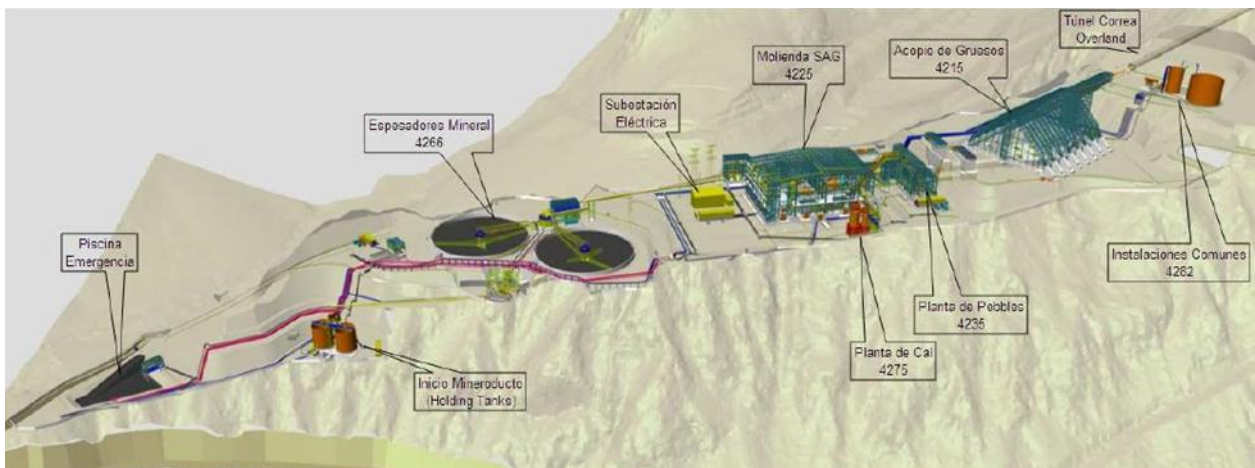 Túnel Correa
Overland
Molienda SAG
4225
Acopio de Gruesos
4215
Subestación
Eléctrica
Espesadores Mineral
4266
Piscina
Emergencia
Instalaciones Comunes
4282
Planta de Pebbles
4235
Planta de Cal
4275
Inicio Mineroducto
(Holding Tanks)